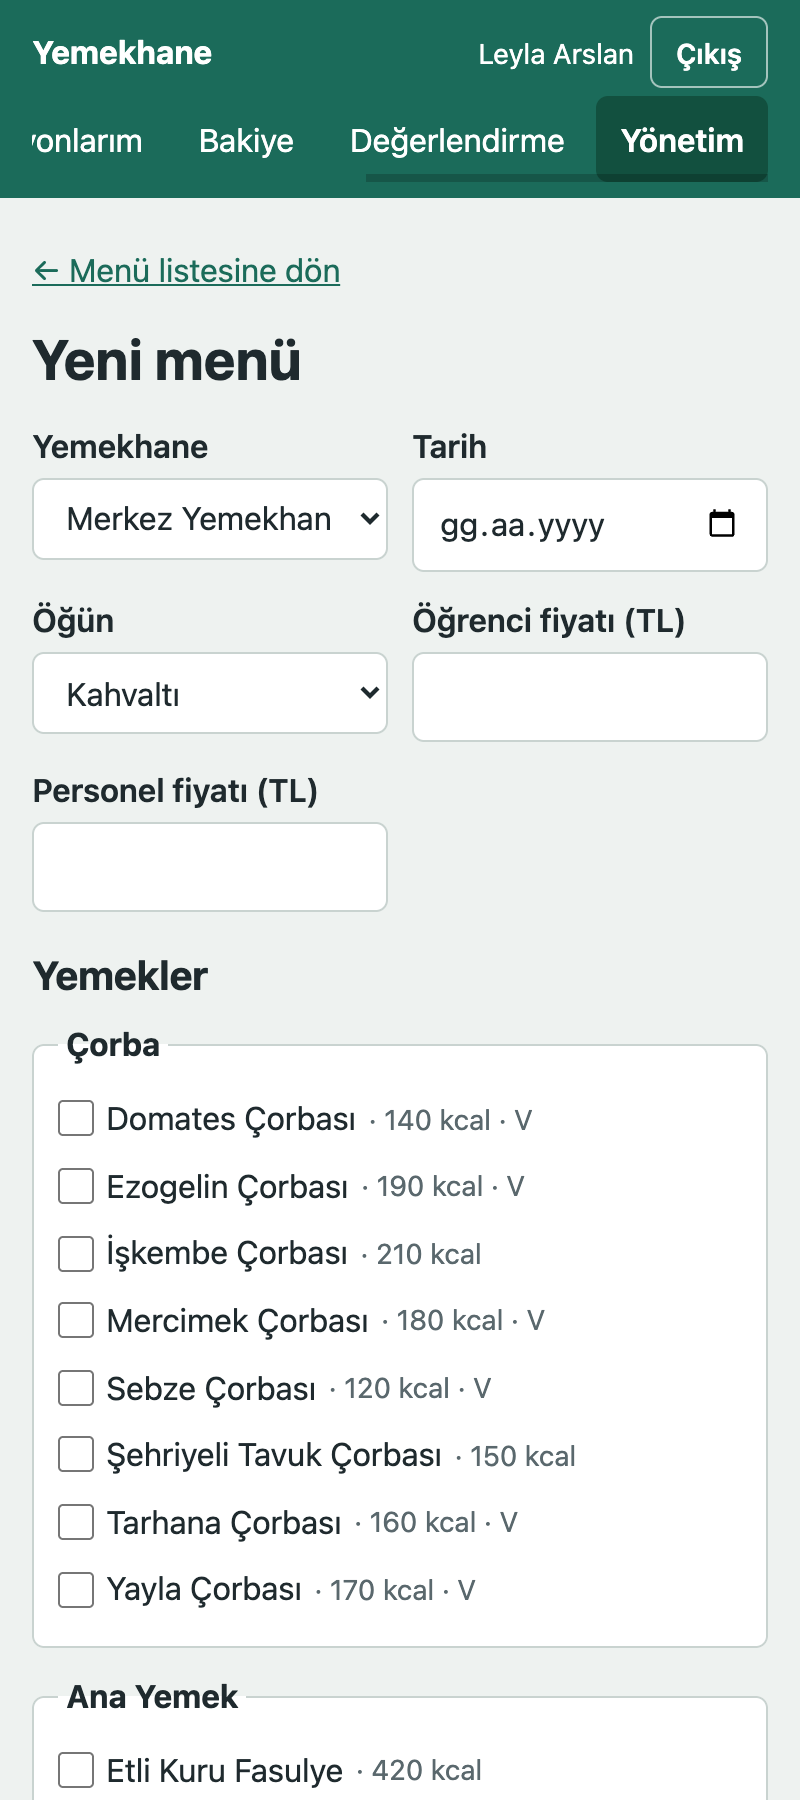 Yemekhane
Leyla Arslan
Çıkış
Bakiye
Değerlendirme
Yönetim
← Menü listesine dön
Yeni menü
Yemekhane
Tarih
Merkez Yemekhan
gg.aa.yyyy
Öğün
Öğrenci fiyatı (TL)
Kahvaltı
Personel fiyatı (TL)
Yemekler
Çorba
Domates Çorbası · 140 kcal · V
Ezogelin Çorbası · 190 kcal · V
İşkembe Çorbası · 210 kcal
Mercimek Çorbası · 180 kcal · V
Sebze Çorbası · 120 kcal · V
Şehriyeli Tavuk Çorbası · 150 kcal
Tarhana Çorbası · 160 kcal · V
Yayla Çorbası · 170 kcal · V
Ana Yemek
Etli Kuru Fasulye · 420 kcal